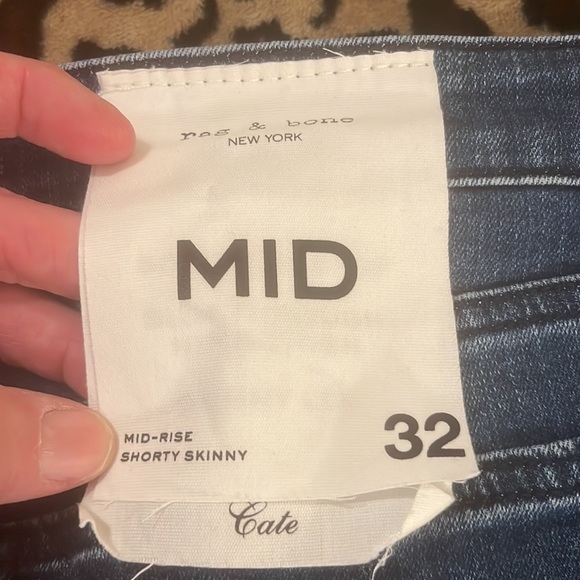 rag & bone
NEW YORK
MID
MID-RISE
SHORTY SKINNY
32
Cate